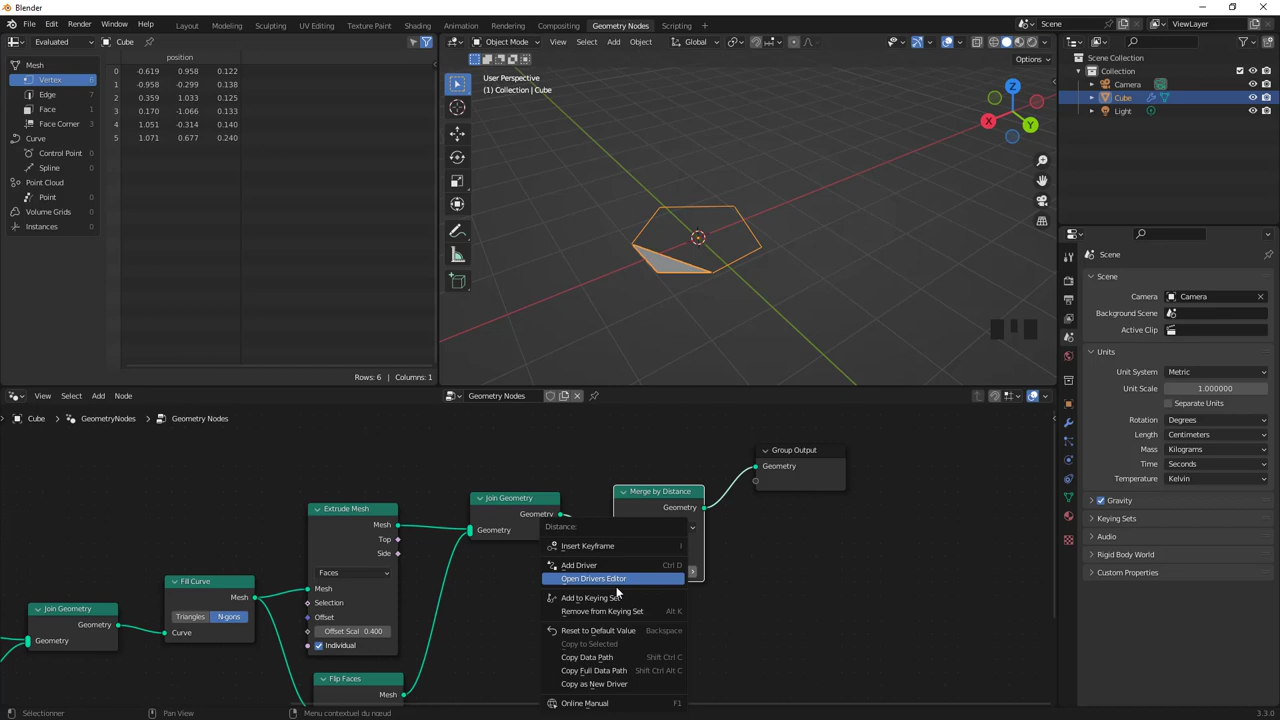 Blender
File Edit Render Window Help Layout Modeling Sculpting UV Editing Texture Paint Shading Animation Rendering Compositing Geometry Nodes Scripting + Scene ViewLayer
Evaluated Cube
position
Mesh
Vertex 6
Edge 7
Face 1
Face Corner 3
Curve
Control Point 0
Spline 0
Point Cloud
Point 0
Volume Grids 0
Instances 0
0 -0.619 0.958 0.122
1 -0.958 -0.299 0.138
2 0.359 1.033 0.125
3 0.170 -1.066 0.133
4 1.051 -0.314 0.140
5 1.071 0.677 0.240
Rows: 6 | Columns: 1
Object Mode View Select Add Object Global
Options
User Perspective
(1) Collection | Cube
X Y Z
Scene Collection
Collection
Camera
Cube
Light
Scene
Scene
Camera Camera
Background Scene
Active Clip
Units
Unit System Metric
Unit Scale 1.000000
Separate Units
Rotation Degrees
Length Centimeters
Mass Kilograms
Time Seconds
Temperature Kelvin
Gravity
Keying Sets
Audio
Rigid Body World
Custom Properties
View Select Add Node Geometry Nodes
Cube > GeometryNodes > Geometry Nodes
Join Geometry
Geometry
Geometry
Fill Curve
Mesh
Triangles N-gons
Curve
Extrude Mesh
Mesh
Top
Side
Faces
Mesh
Selection
Offset
Offset Scal 0.400
Individual
Flip Faces
Mesh
Join Geometry
Geometry
Geometry
Merge by Distance
Geometry
Group Output
Geometry
Distance:
Insert Keyframe I
Add Driver Ctrl D
Open Drivers Editor
Add to Keying Set
Remove from Keying Set Alt K
Reset to Default Value Backspace
Copy to Selected
Copy Data Path Shift Ctrl C
Copy Full Data Path Shift Ctrl Alt C
Copy as New Driver
Online Manual F1
Sélectionner Pan View Menu contextuel du nœud 3.3.0